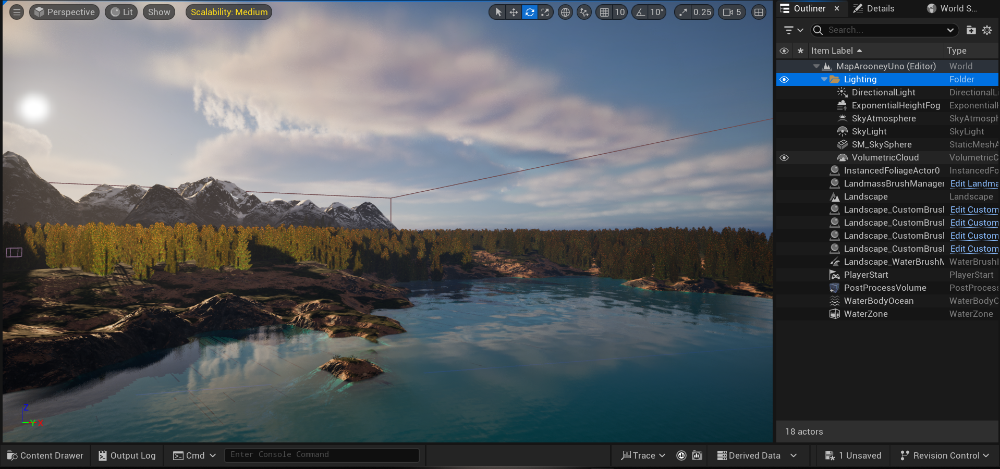 Perspective
Lit
Show
Scalability: Medium
10
10°
0.25
5
Outliner
Details
World S...
Search...
Item Label
Type
MapArooneyUno (Editor) World
Lighting Folder
DirectionalLight DirectionalLi
ExponentialHeightFog Exponentiall
SkyAtmosphere SkyAtmosph
SkyLight SkyLight
SM_SkySphere StaticMeshA
VolumetricCloud VolumetricC
InstancedFoliageActor0 InstancedFo
LandmassBrushManager Edit Landma
Landscape Landscape
Landscape_CustomBrusl Edit Custom
Landscape_CustomBrusl Edit Custom
Landscape_CustomBrusl Edit Custom
Landscape_CustomBrusl Edit Custom
Landscape_WaterBrushM WaterBrushI
PlayerStart PlayerStart
PostProcessVolume PostProcess
WaterBodyOcean WaterBodyO
WaterZone WaterZone
18 actors
Z
Y X
Content Drawer
Output Log
Cmd
Enter Console Command
Trace
Derived Data
1 Unsaved
Revision Control